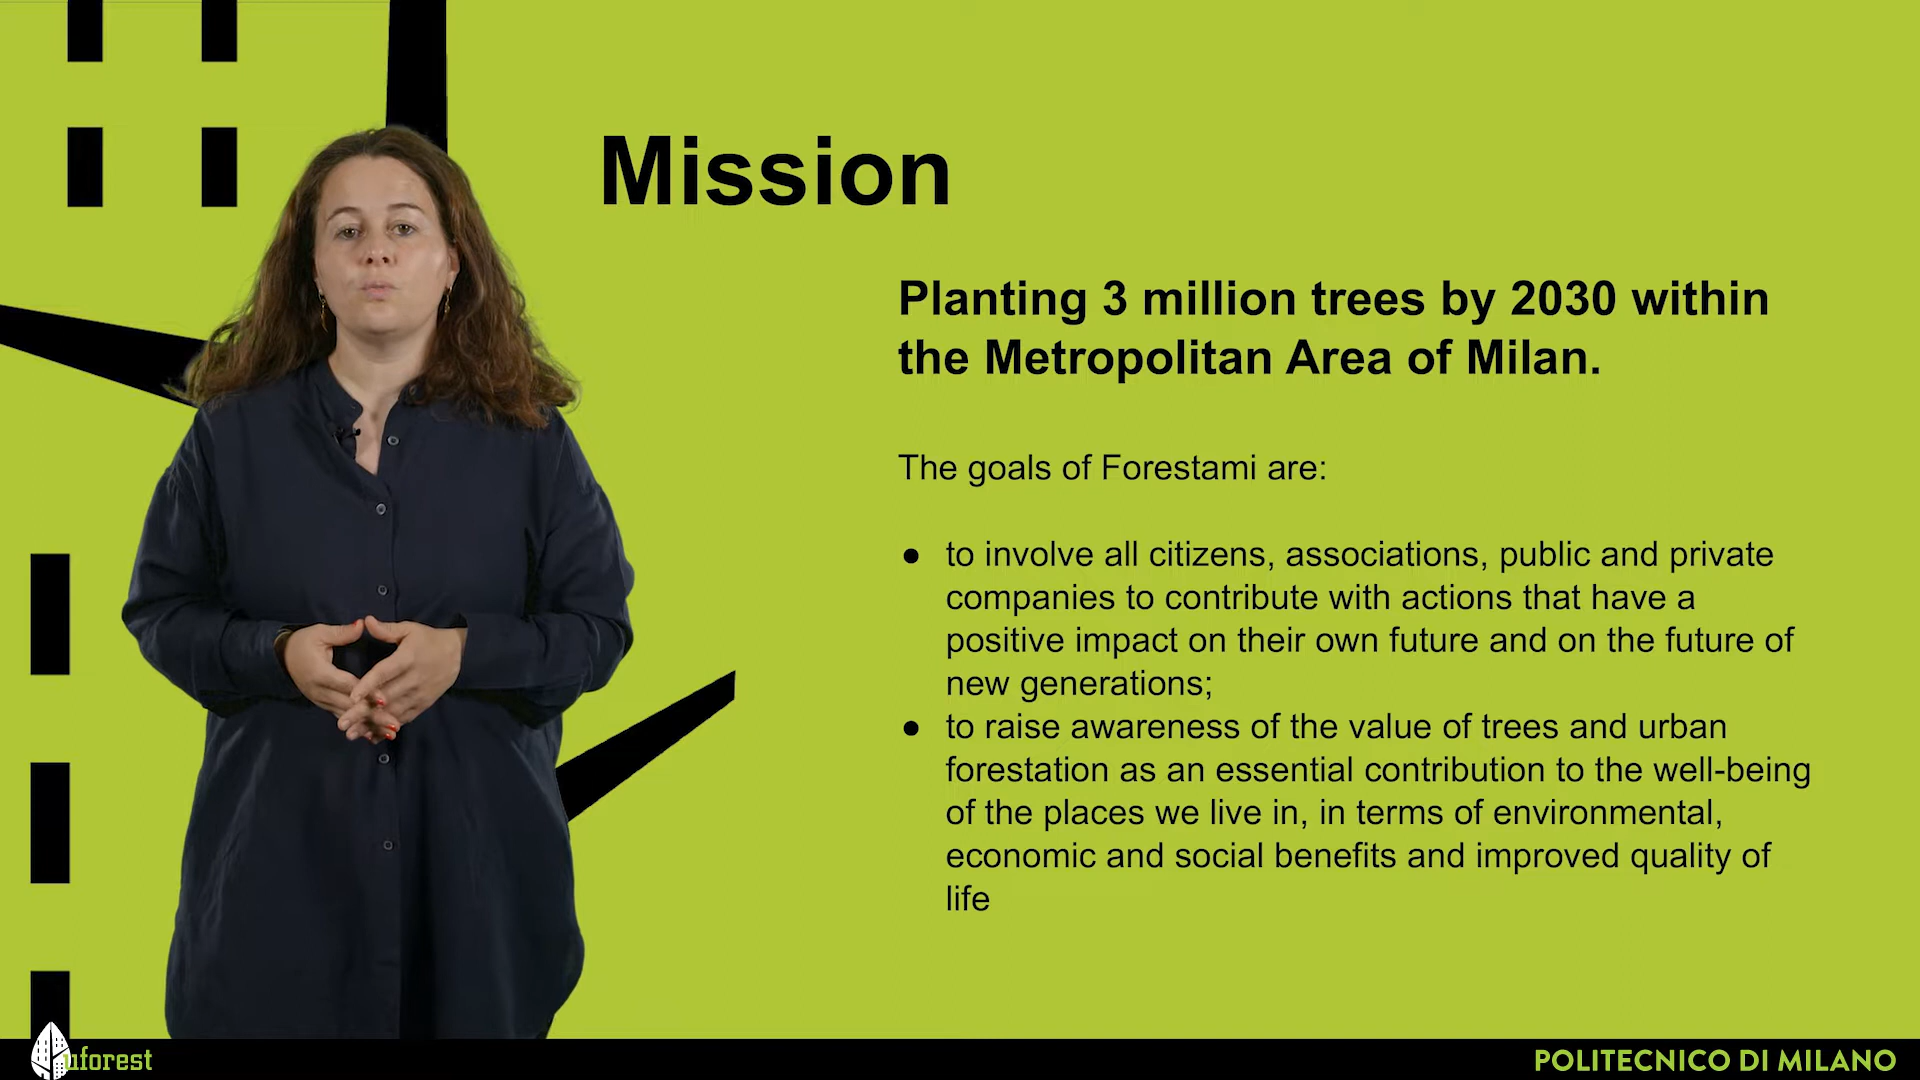 Mission
Planting 3 million trees by 2030 within
the Metropolitan Area of Milan.
The goals of Forestami are:
● to involve all citizens, associations, public and private
companies to contribute with actions that have a
positive impact on their own future and on the future of
new generations;
● to raise awareness of the value of trees and urban
forestation as an essential contribution to the well-being
of the places we live in, in terms of environmental,
economic and social benefits and improved quality of
life
uforest
POLITECNICO DI MILANO